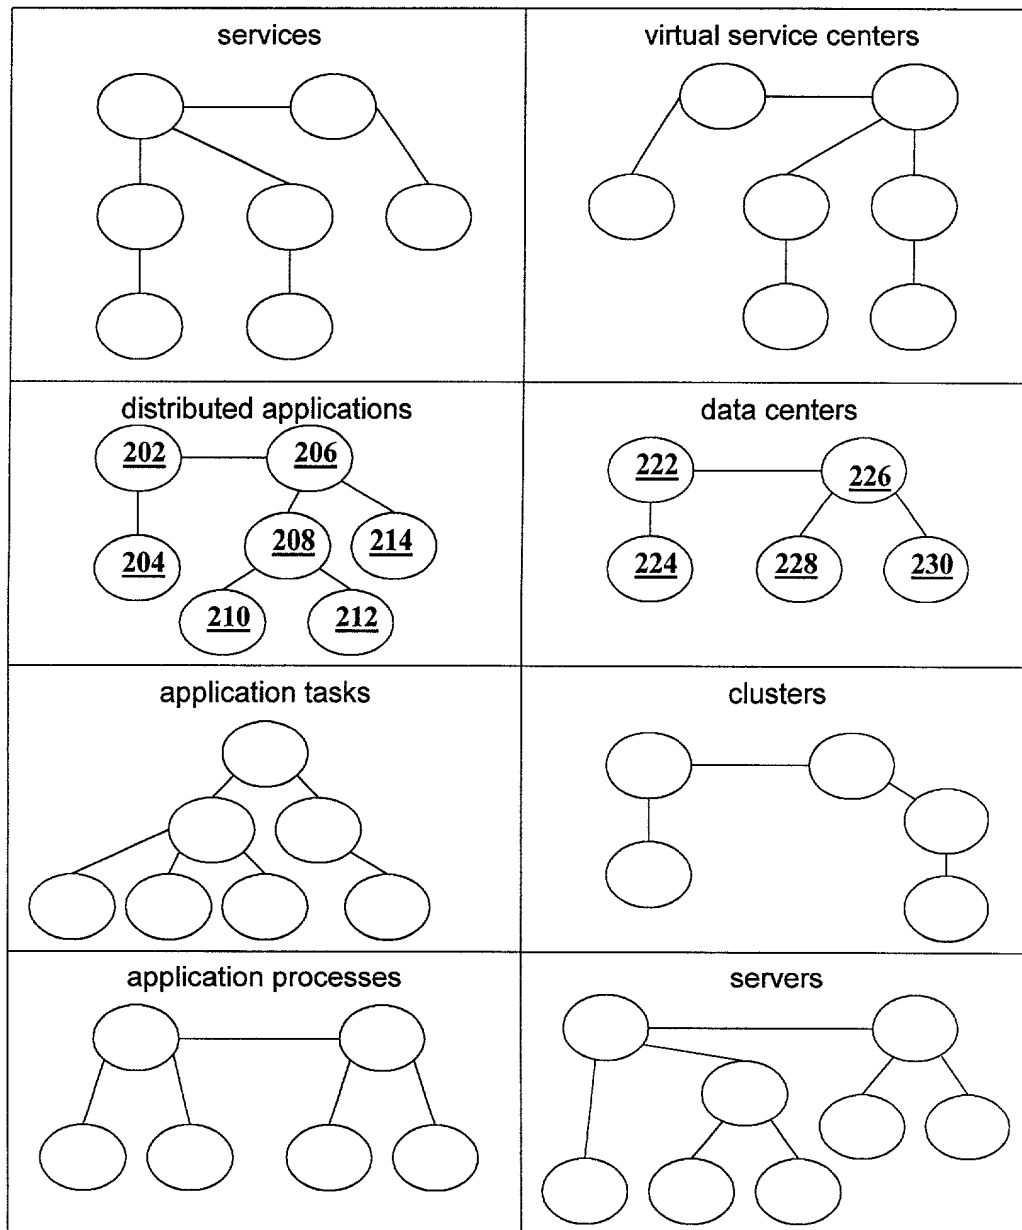 services
virtual service centers
distributed applications
202
206
208
214
204
210
212
data centers
222
226
224
228
230
application tasks
clusters
application processes
servers